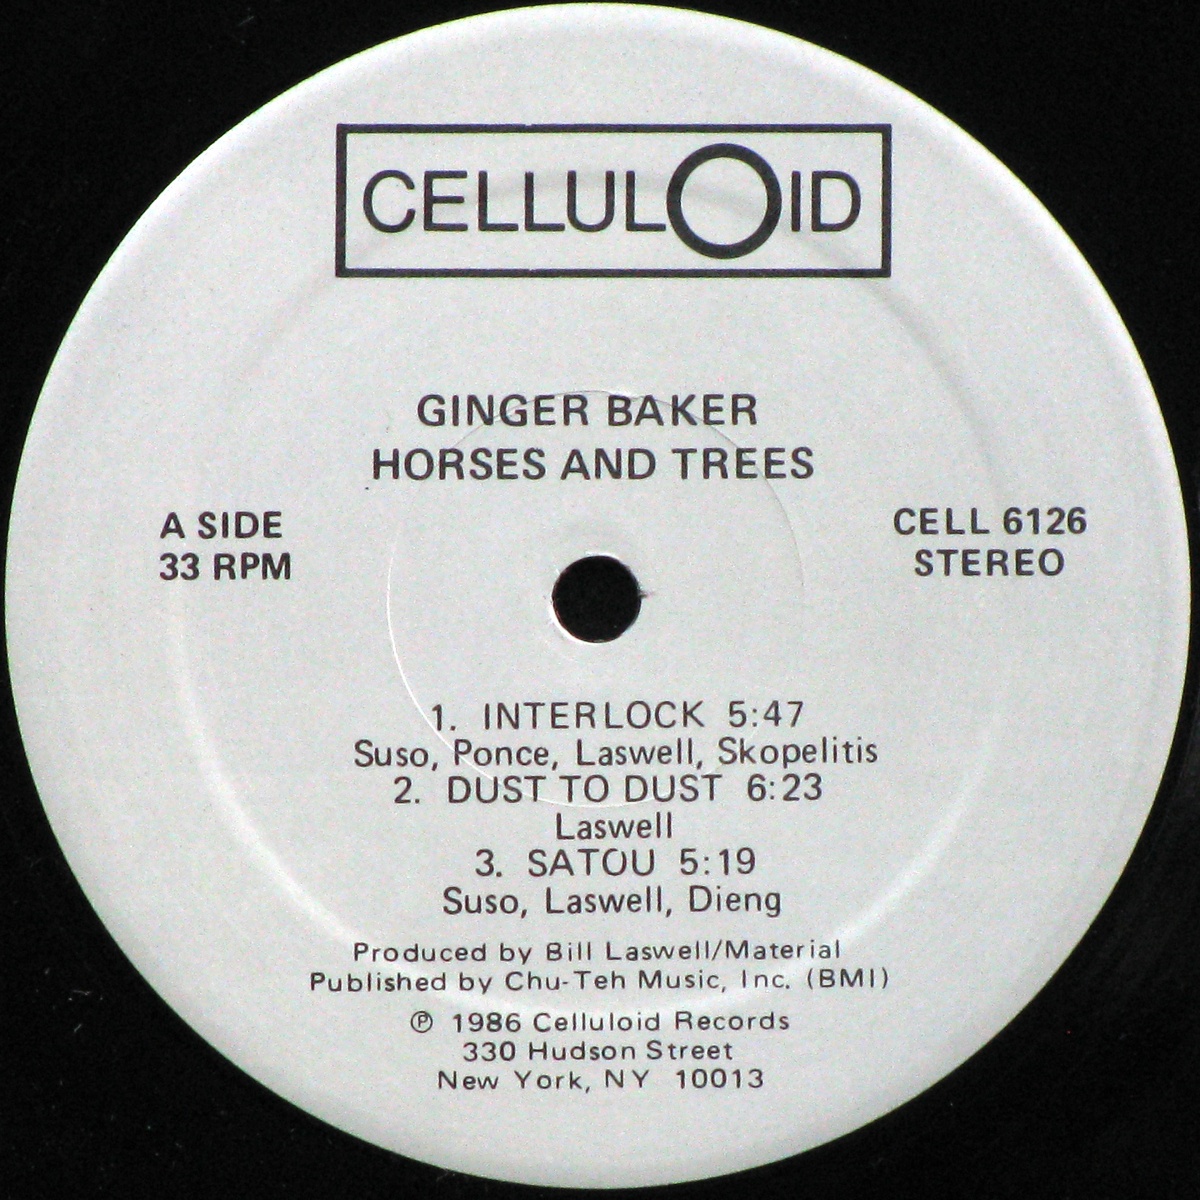 CELLULOID
GINGER BAKER
HORSES AND TREES
A SIDE
33 RPM
CELL 6126
STEREO
1. INTERLOCK 5:47
Suso, Ponce, Laswell, Skopelitis
2. DUST TO DUST 6:23
Laswell
3. SATOU 5:19
Suso, Laswell, Dieng
Produced by Bill Laswell/Material
Published by Chu-Teh Music, Inc. (BMI)
℗ 1986 Celluloid Records
330 Hudson Street
New York, NY 10013